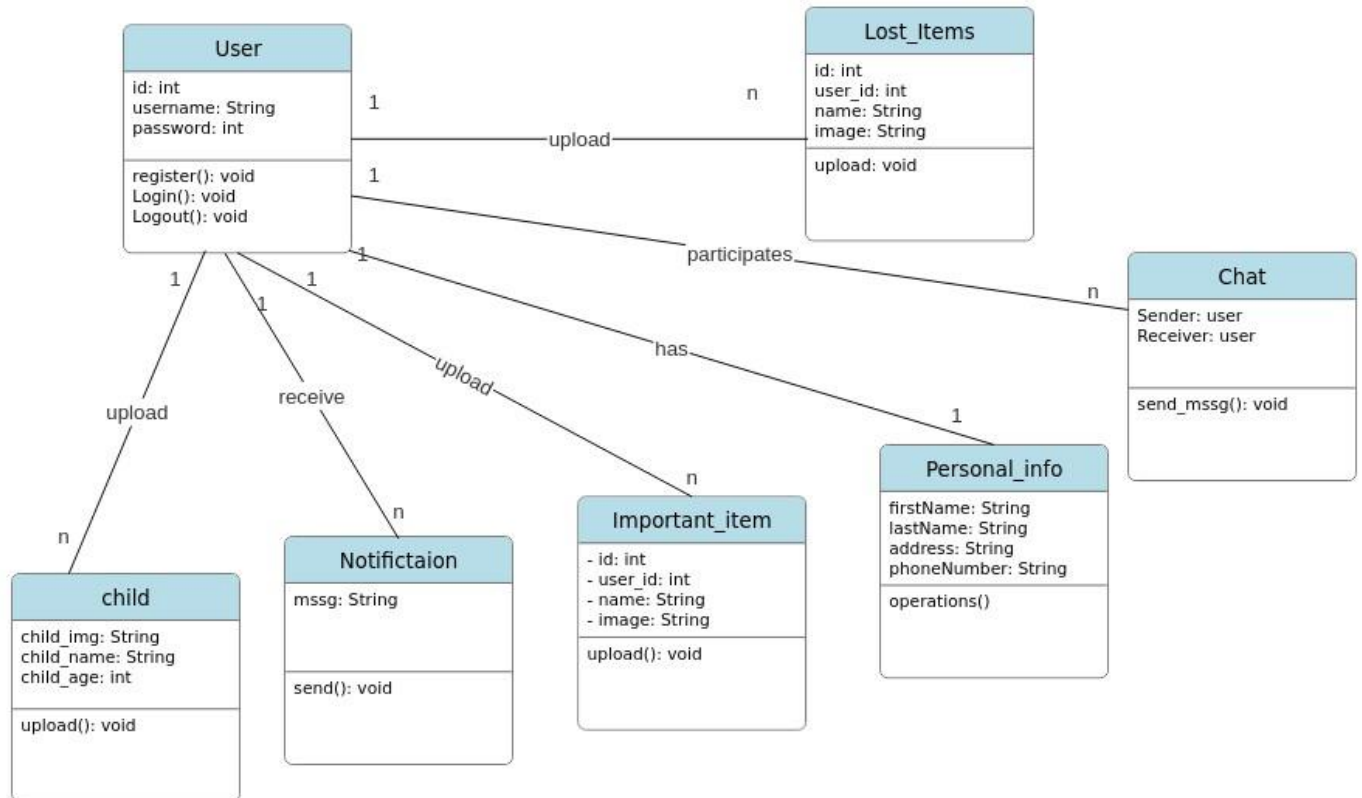 User
id: int
username: String
password: int
register(): void
Login(): void
Logout(): void
1
n
upload
Lost_Items
id: int
user_id: int
name: String
image: String
upload: void
1
participates
n
Chat
Sender: user
Receiver: user
send_mssg(): void
1
has
1
Personal_info
firstName: String
lastName: String
address: String
phoneNumber: String
operations()
1
upload
n
Important_item
- id: int
- user_id: int
- name: String
- image: String
upload(): void
1
receive
n
Notifictaion
mssg: String
send(): void
1
upload
n
child
child_img: String
child_name: String
child_age: int
upload(): void